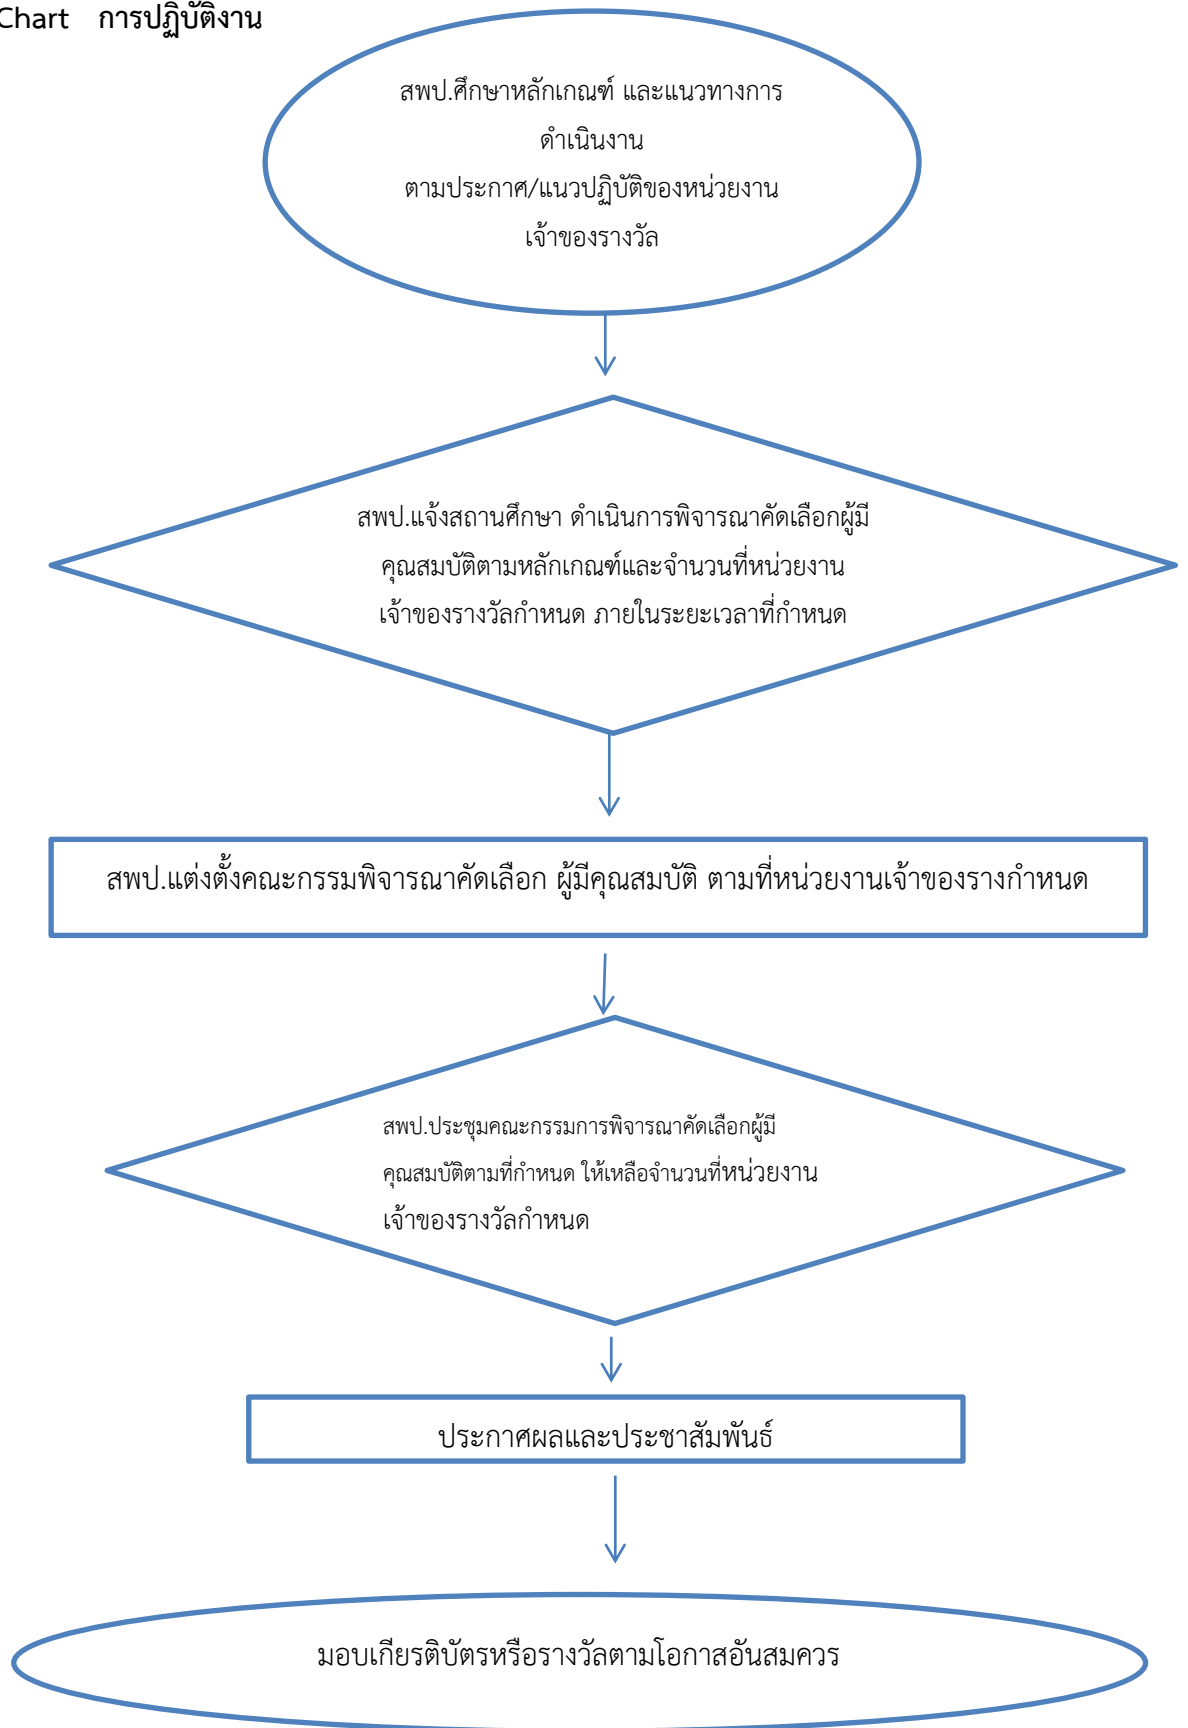 Chart การปฏิบัติงาน
สพป.ศึกษาหลักเกณฑ์ และแนวทางการ
ดำเนินงาน
ตามประกาศ/แนวปฏิบัติของหน่วยงาน
เจ้าของรางวัล
สพป.แจ้งสถานศึกษา ดำเนินการพิจารณาคัดเลือกผู้มี
คุณสมบัติตามหลักเกณฑ์และจำนวนที่หน่วยงาน
เจ้าของรางวัลกำหนด ภายในระยะเวลาที่กำหนด
สพป.แต่งตั้งคณะกรรมพิจารณาคัดเลือก ผู้มีคุณสมบัติ ตามที่หน่วยงานเจ้าของรางกำหนด
สพป.ประชุมคณะกรรมการพิจารณาคัดเลือกผู้มี
คุณสมบัติตามที่กำหนด ให้เหลือจำนวนที่หน่วยงาน
เจ้าของรางวัลกำหนด
ประกาศผลและประชาสัมพันธ์
มอบเกียรติบัตรหรือรางวัลตามโอกาสอันสมควร